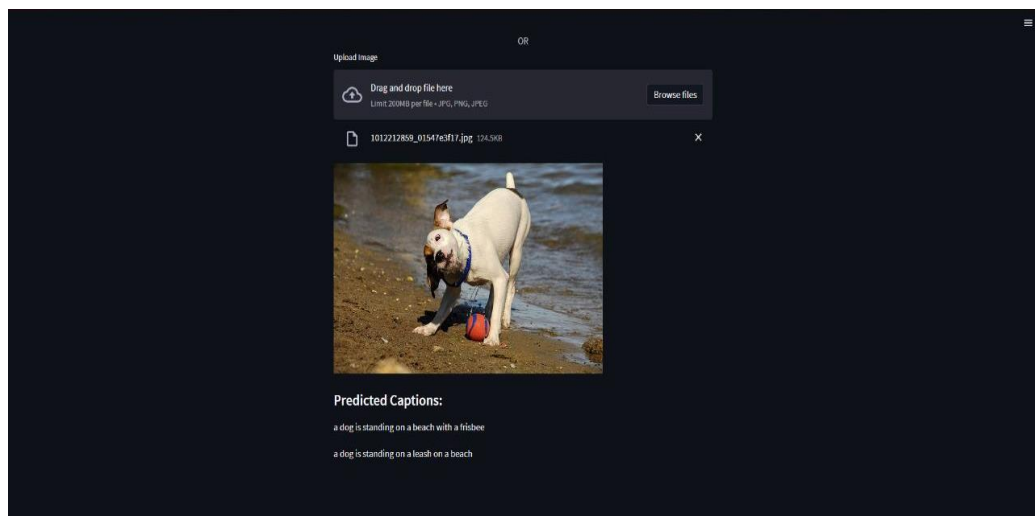 OR
Upload Image
Drag and drop file here
Limit 200MB per file • JPG, PNG, JPEG
Browse files
1012212859_01547e3f17.jpg 124.5KB
Predicted Captions:
a dog is standing on a beach with a frisbee
a dog is standing on a leash on a beach